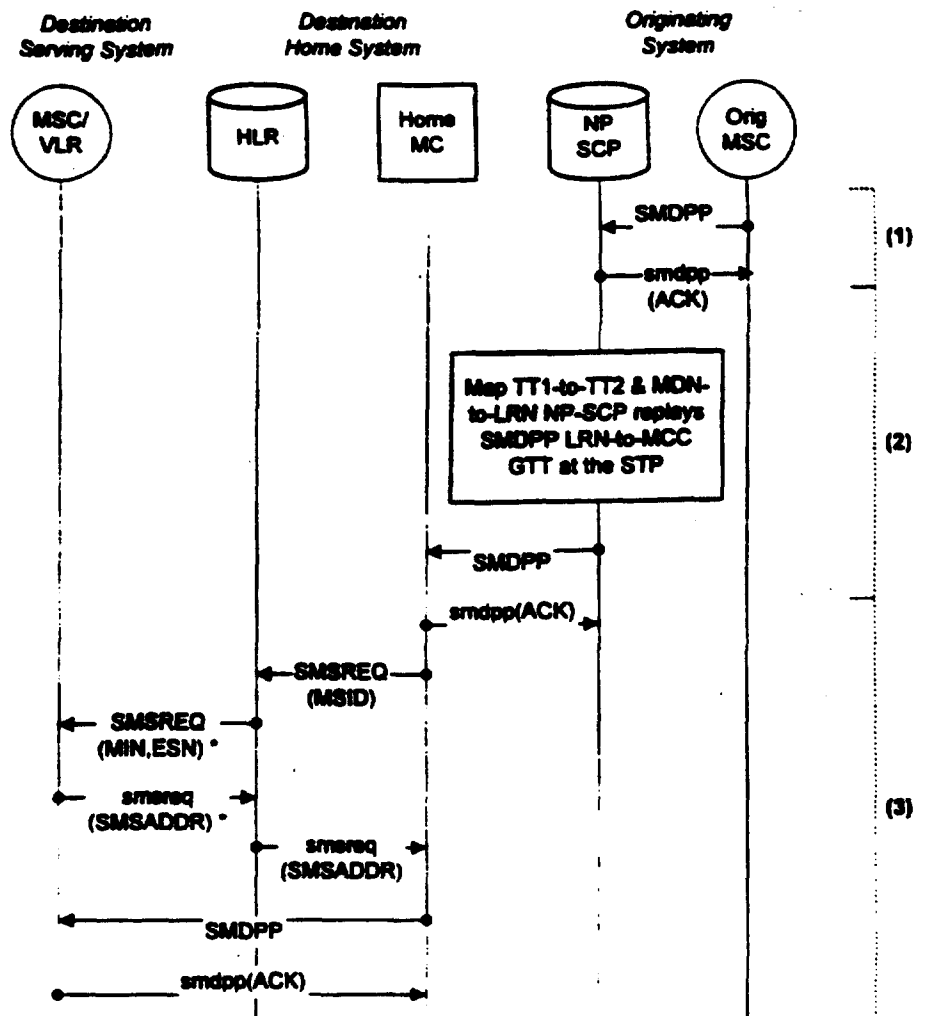 Destination
Serving System
Destination
Home System
Originating
System
MSC/
VLR
HLR
Home
MC
NP
SCP
Orig
MSC
SMDPP
(1)
smdpp
(ACK)
Map TT1-to-TT2 & MDN-
to-LRN NP-SCP replays
SMDPP LRN-to-MCC
GTT at the STP
(2)
SMDPP
smdpp(ACK)
SMSREQ
(MSID)
SMSREQ
(MIN,ESN) *
smsreq
(SMSADDR) *
(3)
smsreq
(SMSADDR)
SMDPP
smdpp(ACK)